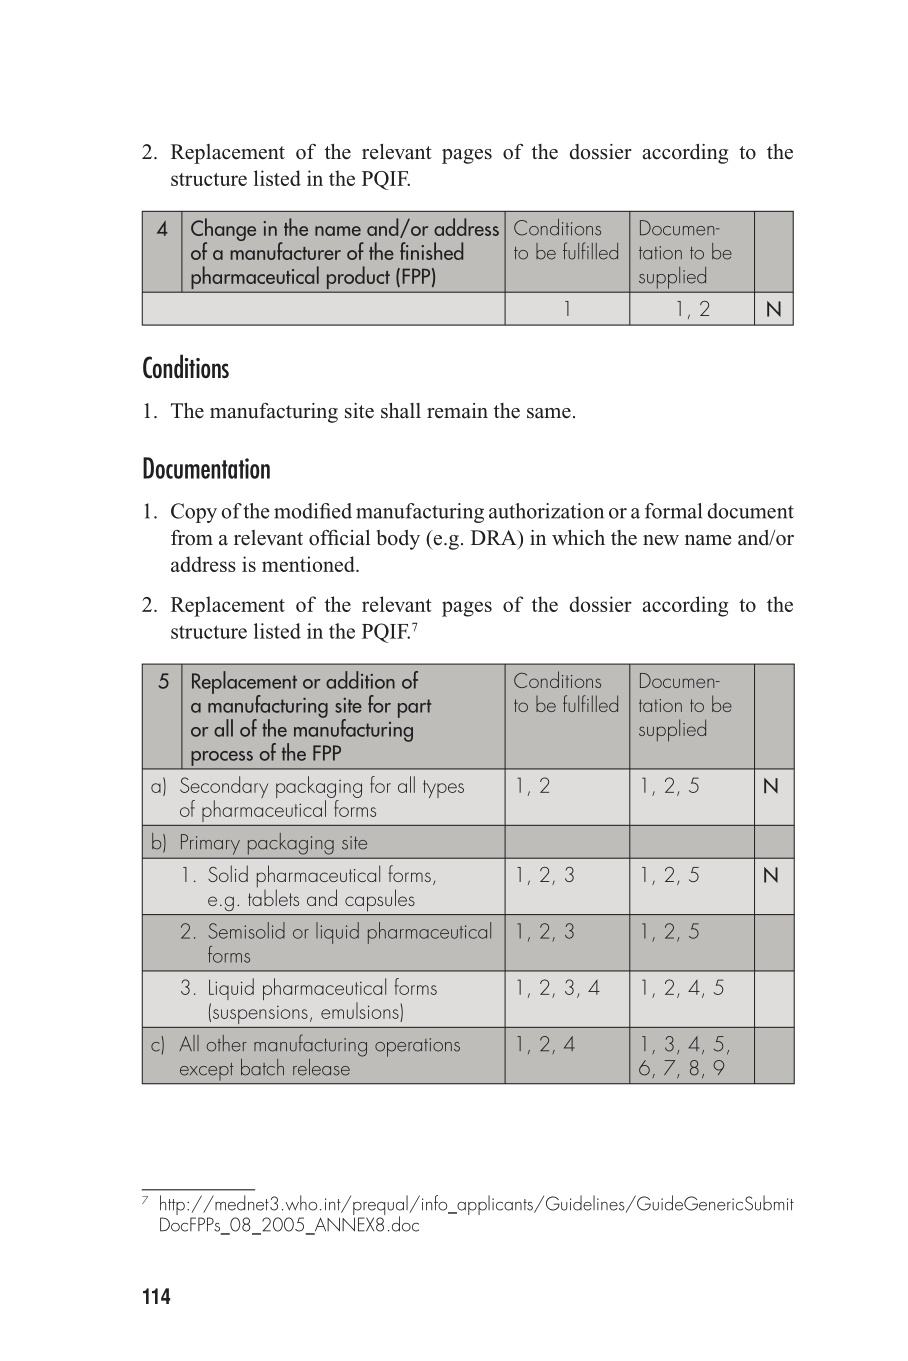 2. Replacement of the relevant pages of the dossier according to the
structure listed in the PQIF.
4 Change in the name and/or address
of a manufacturer of the finished
pharmaceutical product (FPP)
Conditions
to be fulfilled
Documen-
tation to be
supplied
1 1, 2 N
Conditions
1. The manufacturing site shall remain the same.
Documentation
1. Copy of the modified manufacturing authorization or a formal document
from a relevant official body (e.g. DRA) in which the new name and/or
address is mentioned.
2. Replacement of the relevant pages of the dossier according to the
structure listed in the PQIF.7
5 Replacement or addition of
a manufacturing site for part
or all of the manufacturing
process of the FPP
Conditions
to be fulfilled
Documen-
tation to be
supplied
a) Secondary packaging for all types
of pharmaceutical forms
1, 2 1, 2, 5 N
b) Primary packaging site
1. Solid pharmaceutical forms,
e.g. tablets and capsules
1, 2, 3 1, 2, 5 N
2. Semisolid or liquid pharmaceutical
forms
1, 2, 3 1, 2, 5
3. Liquid pharmaceutical forms
(suspensions, emulsions)
1, 2, 3, 4 1, 2, 4, 5
c) All other manufacturing operations
except batch release
1, 2, 4 1, 3, 4, 5,
6, 7, 8, 9
7 http://mednet3.who.int/prequal/info_applicants/Guidelines/GuideGenericSubmit
DocFPPs_08_2005_ANNEX8.doc
114